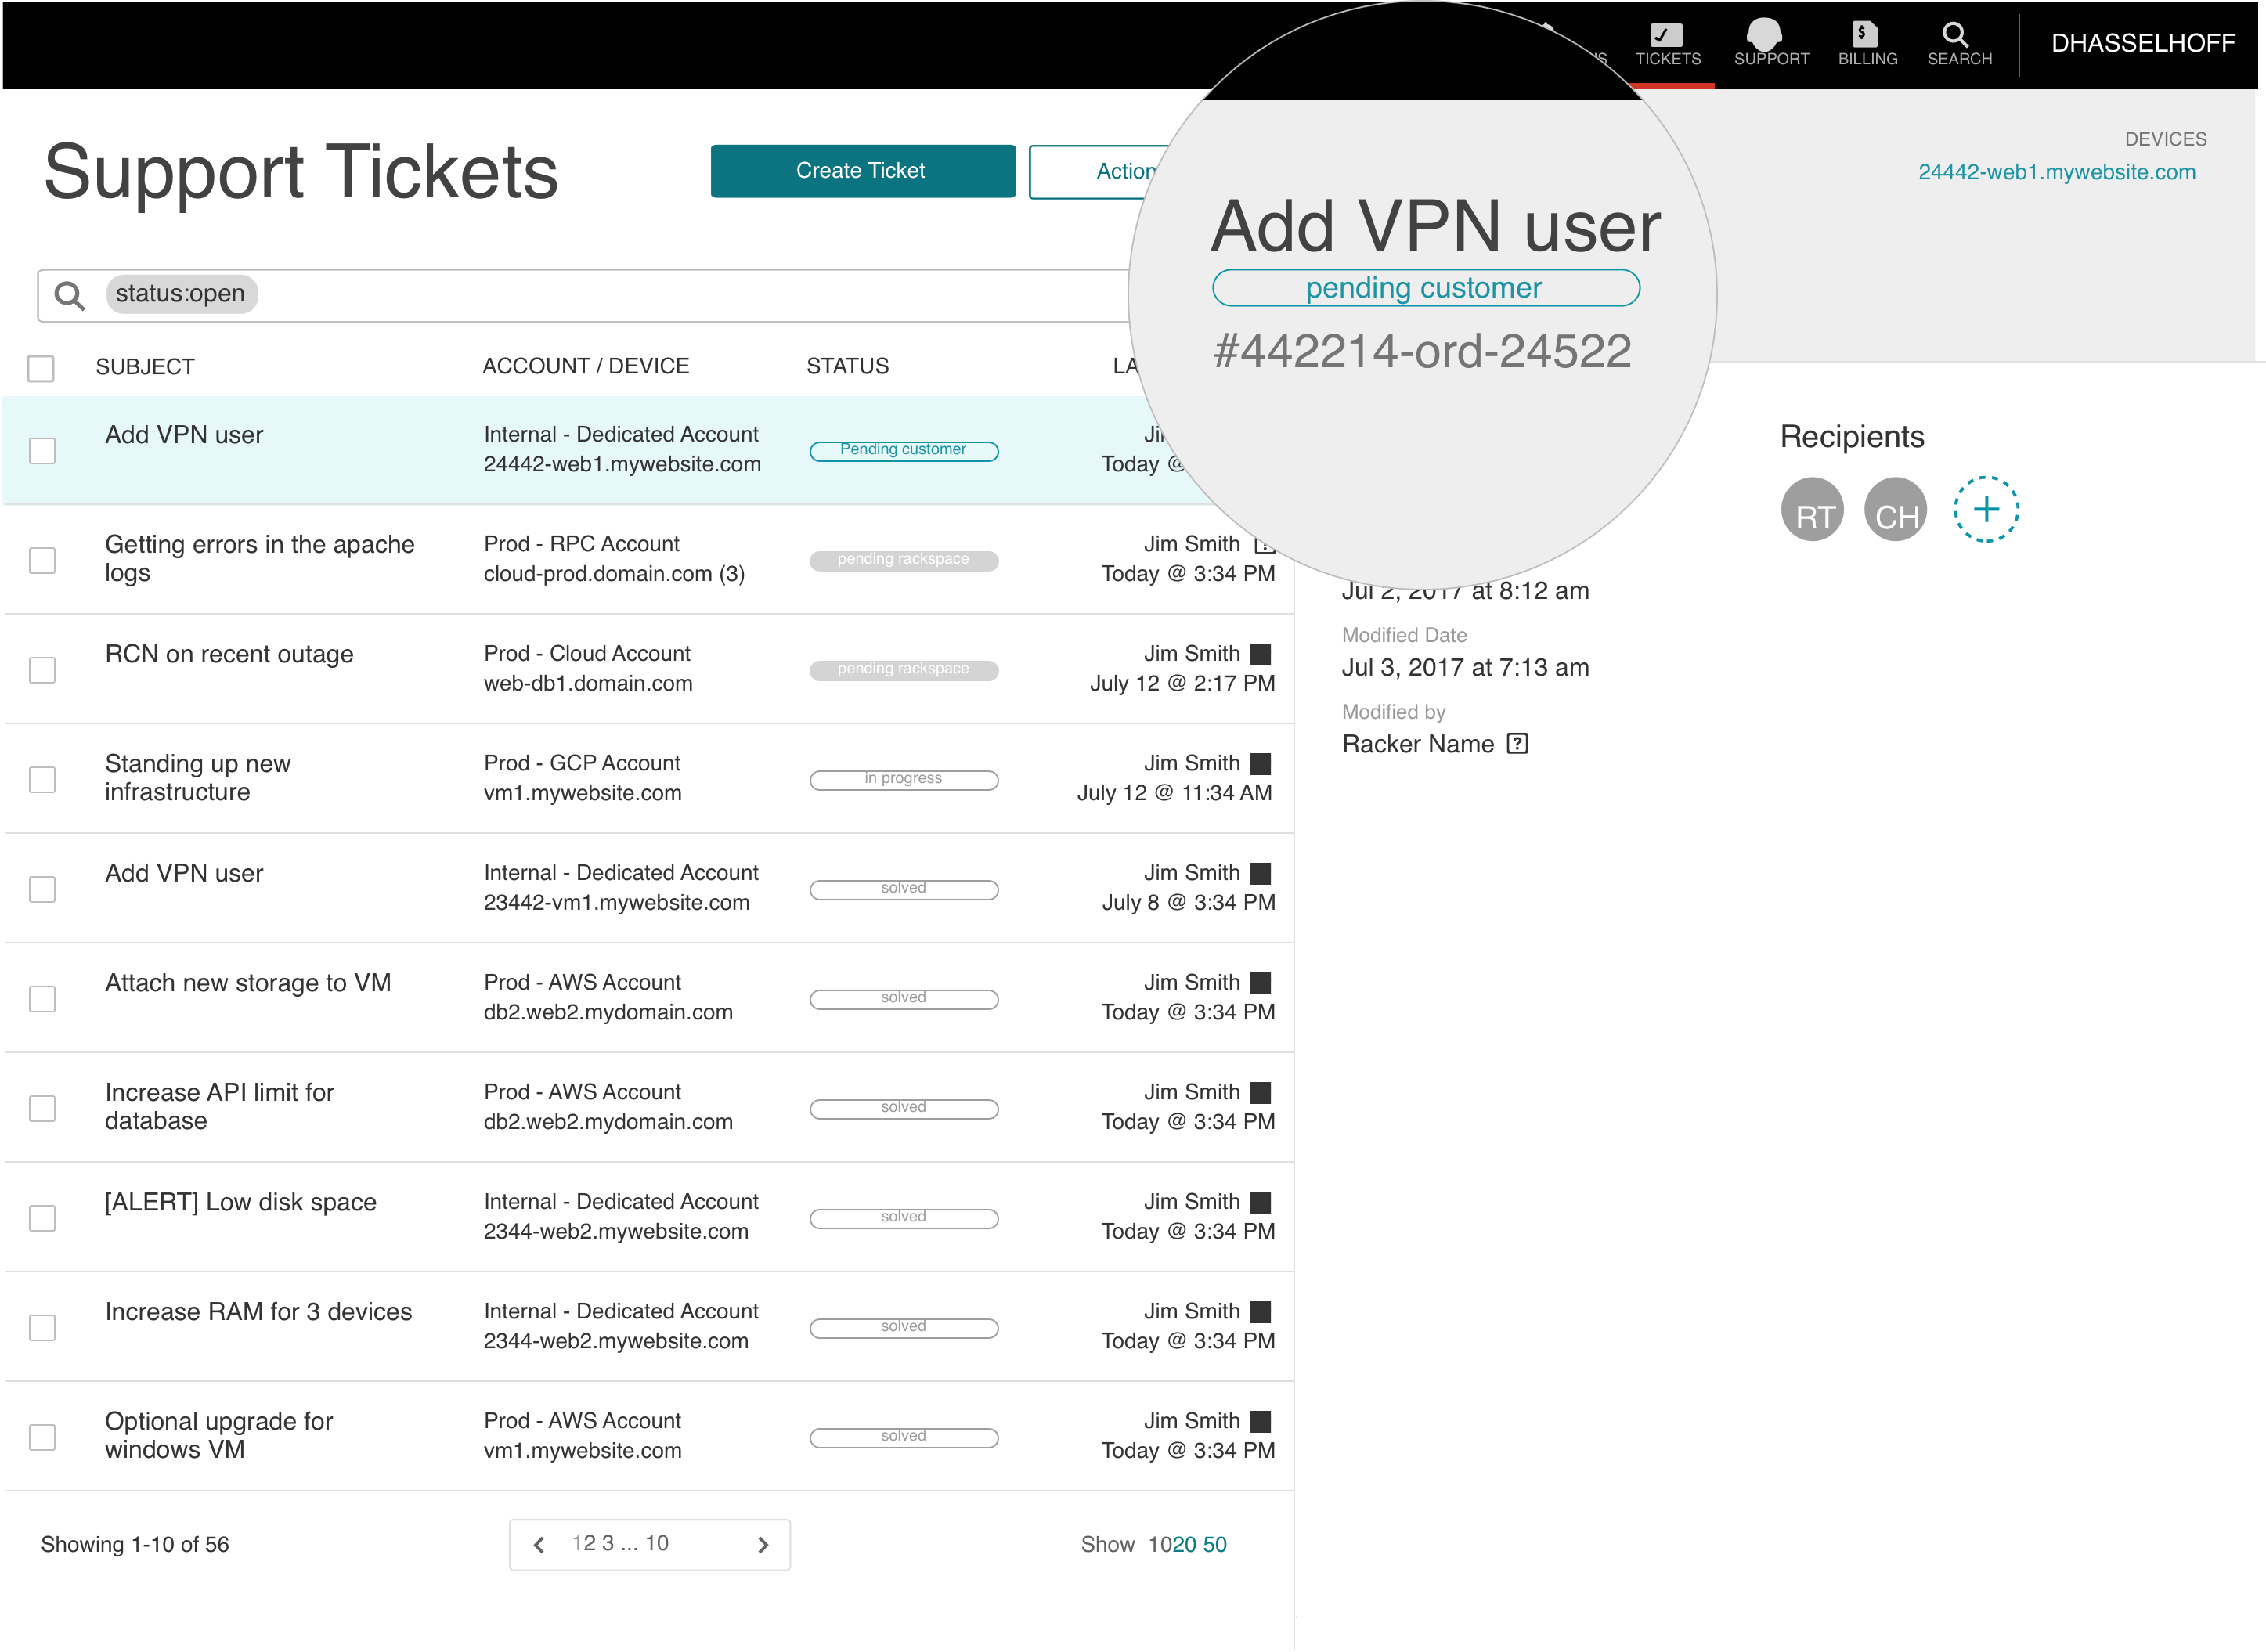 TICKETS
SUPPORT
BILLING
SEARCH
DHASSELHOFF
Support Tickets
Create Ticket
Action
Add VPN user
pending customer
#442214-ord-24522
DEVICES
24442-web1.mywebsite.com
status:open
SUBJECT
ACCOUNT / DEVICE
STATUS
LA
Add VPN user
Internal - Dedicated Account
24442-web1.mywebsite.com
Pending customer
Today @
Getting errors in the apache
logs
Prod - RPC Account
cloud-prod.domain.com (3)
pending rackspace
Jim Smith
Today @ 3:34 PM
RCN on recent outage
Prod - Cloud Account
web-db1.domain.com
pending rackspace
Jim Smith
July 12 @ 2:17 PM
Standing up new
infrastructure
Prod - GCP Account
vm1.mywebsite.com
in progress
Jim Smith
July 12 @ 11:34 AM
Add VPN user
Internal - Dedicated Account
23442-vm1.mywebsite.com
solved
Jim Smith
July 8 @ 3:34 PM
Attach new storage to VM
Prod - AWS Account
db2.web2.mydomain.com
solved
Jim Smith
Today @ 3:34 PM
Increase API limit for
database
Prod - AWS Account
db2.web2.mydomain.com
solved
Jim Smith
Today @ 3:34 PM
[ALERT] Low disk space
Internal - Dedicated Account
2344-web2.mywebsite.com
solved
Jim Smith
Today @ 3:34 PM
Increase RAM for 3 devices
Internal - Dedicated Account
2344-web2.mywebsite.com
solved
Jim Smith
Today @ 3:34 PM
Optional upgrade for
windows VM
Prod - AWS Account
vm1.mywebsite.com
solved
Jim Smith
Today @ 3:34 PM
Showing 1-10 of 56
12 3 ... 10
Show 1020 50
Recipients
RT CH
Jul 2, 2017 at 8:12 am
Modified Date
Jul 3, 2017 at 7:13 am
Modified by
Racker Name